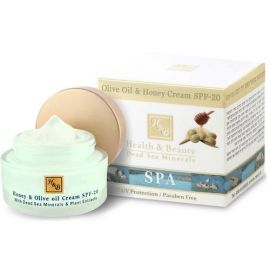 Olive Oil & Honey Cream SPF-20
H&B
Health & Beauty
Dead Sea Minerals
SPA
UV Protection / Paraben Free
H&B
Honey & Olive oil Cream SPF-20
With Dead Sea Minerals & Plant Extracts